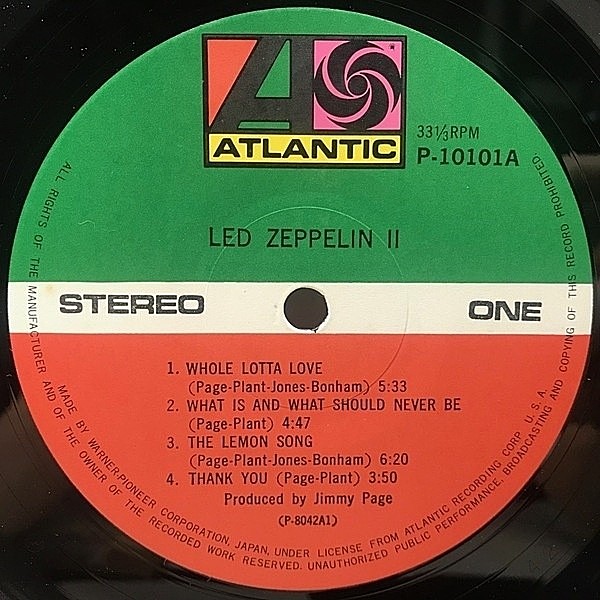 ATLANTIC
33⅓RPM
P-10101A
LED ZEPPELIN II
STEREO
ONE
1. WHOLE LOTTA LOVE
(Page-Plant-Jones-Bonham) 5:33
2. WHAT IS AND WHAT SHOULD NEVER BE
(Page-Plant) 4:47
3. THE LEMON SONG
(Page-Plant-Jones-Bonham) 6:20
4. THANK YOU (Page-Plant) 3:50
Produced by Jimmy Page
(P-8042A1)
MADE BY WARNER-PIONEER CORPORATION, JAPAN, UNDER LICENSE FROM ATLANTIC RECORDING CORP. U.S.A.
ALL RIGHTS OF THE MANUFACTURER AND OF THE OWNER OF THE RECORDED WORK RESERVED. UNAUTHORIZED PUBLIC PERFORMANCE, BROADCASTING AND COPYING OF THIS RECORD PROHIBITED.